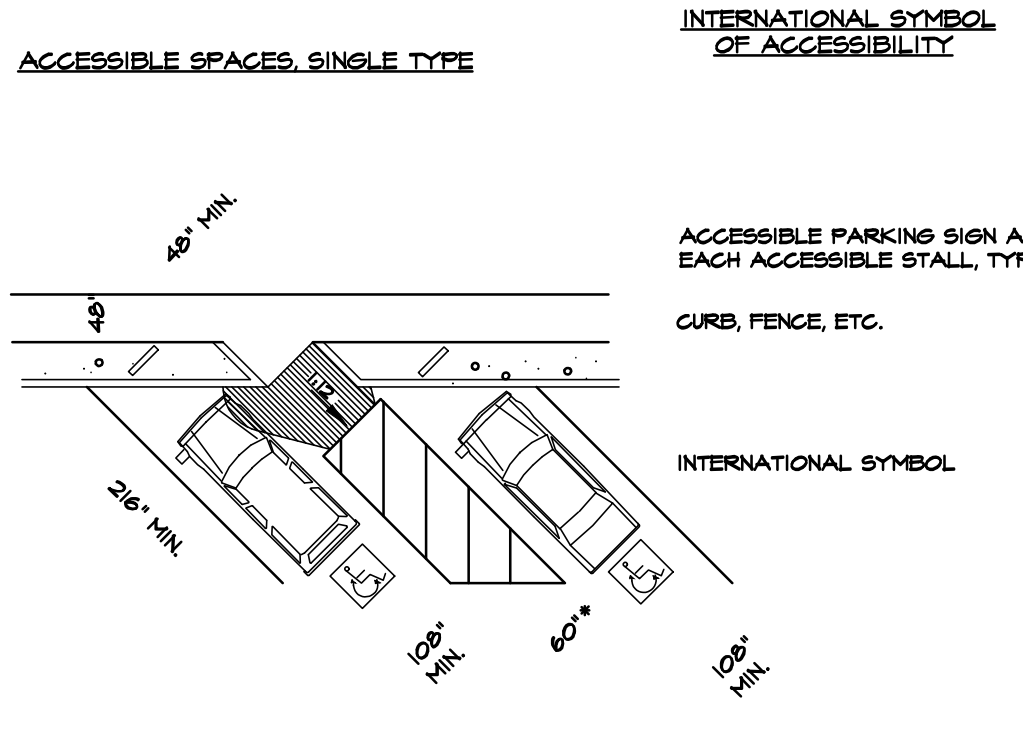 INTERNATIONAL SYMBOL
OF ACCESSIBILITY
ACCESSIBLE SPACES, SINGLE TYPE
48" MIN.
ACCESSIBLE PARKING SIGN A
EACH ACCESSIBLE STALL, TYP
48"
CURB, FENCE, ETC.
1:12
INTERNATIONAL SYMBOL
216" MIN.
108"
MIN.
60"*
108"
MIN.